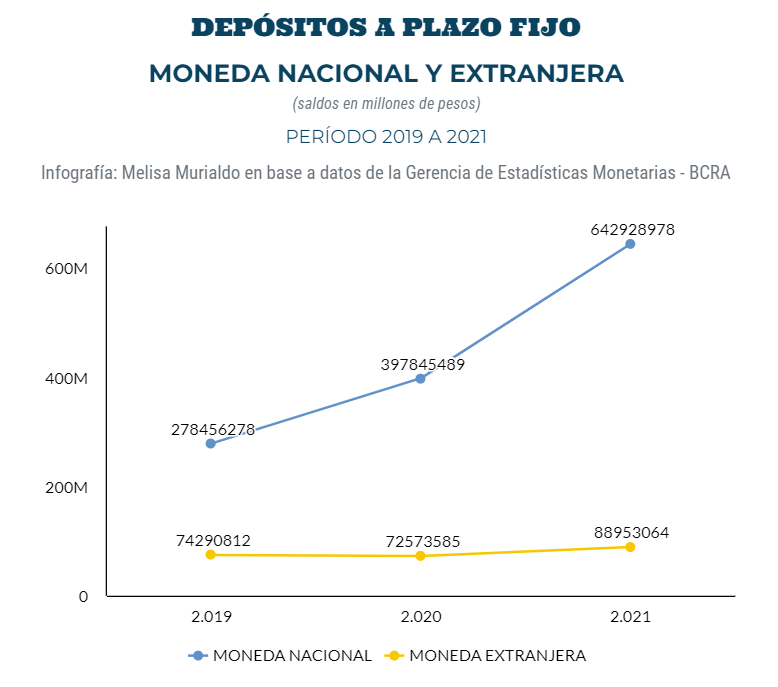 DEPÓSITOS A PLAZO FIJO
MONEDA NACIONAL Y EXTRANJERA
(saldos en millones de pesos)
PERÍODO 2019 A 2021
Infografía: Melisa Murialdo en base a datos de la Gerencia de Estadísticas Monetarias - BCRA
642928978
600M
397845489
400M
278456278
200M
74290812
72573585
88953064
0
2.019
2.020
2.021
MONEDA NACIONAL
MONEDA EXTRANJERA